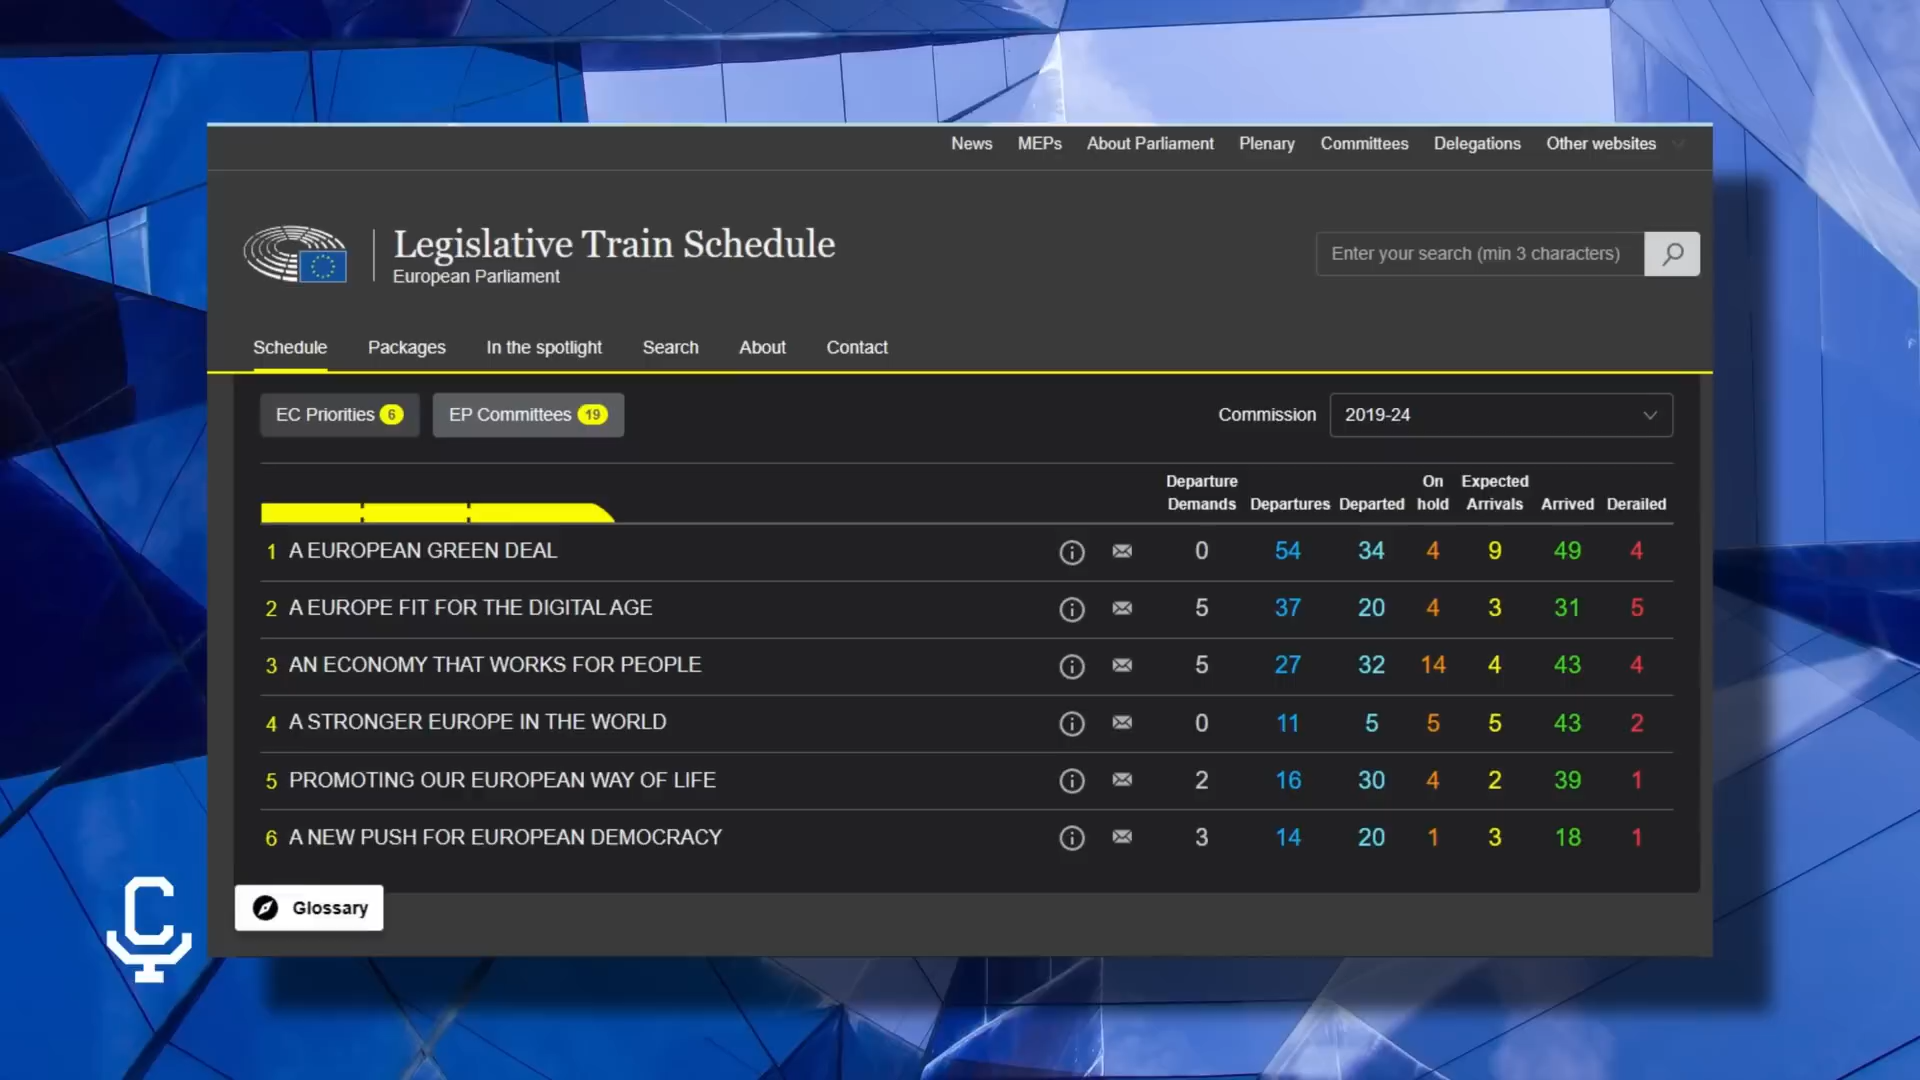 News MEPs About Parliament Plenary Committees Delegations Other websites
Legislative Train Schedule
European Parliament
Enter your search (min 3 characters)
Schedule Packages In the spotlight Search About Contact
EC Priorities 6 EP Committees 19 Commission 2019-24
Departure Demands Departures Departed On hold Expected Arrivals Arrived Derailed
1 A EUROPEAN GREEN DEAL 0 54 34 4 9 49 4
2 A EUROPE FIT FOR THE DIGITAL AGE 5 37 20 4 3 31 5
3 AN ECONOMY THAT WORKS FOR PEOPLE 5 27 32 14 4 43 4
4 A STRONGER EUROPE IN THE WORLD 0 11 5 5 5 43 2
5 PROMOTING OUR EUROPEAN WAY OF LIFE 2 16 30 4 2 39 1
6 A NEW PUSH FOR EUROPEAN DEMOCRACY 3 14 20 1 3 18 1
Glossary